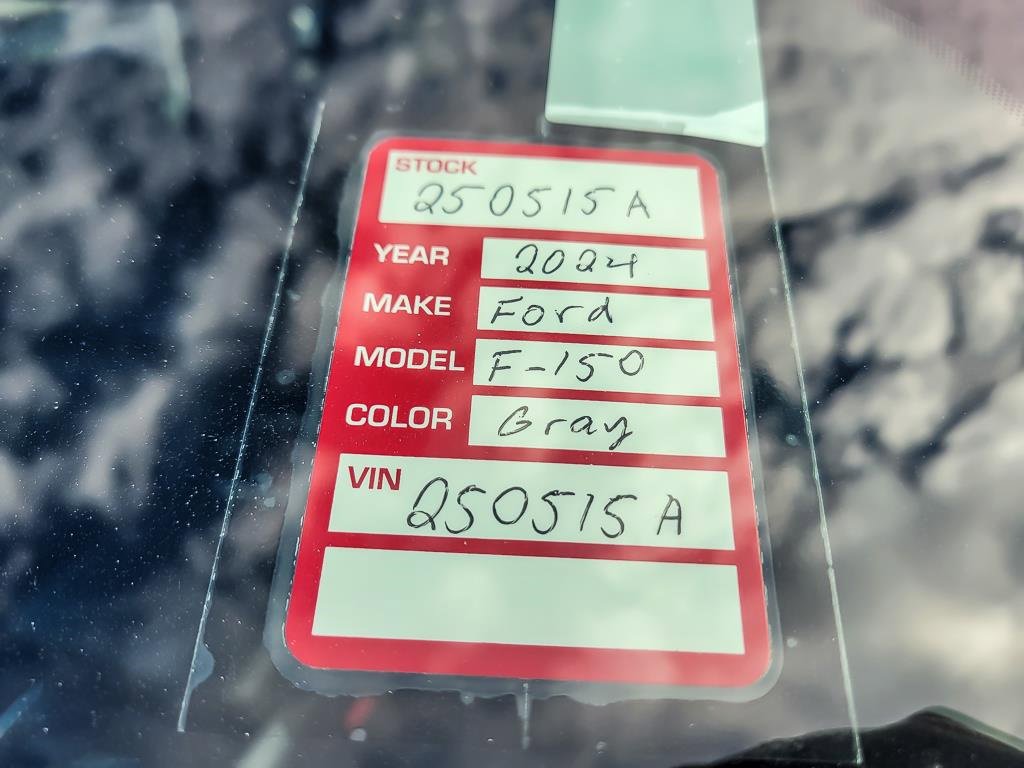 STOCK
250515A
YEAR 2024
MAKE Ford
MODEL F-150
COLOR Gray
VIN 250515A